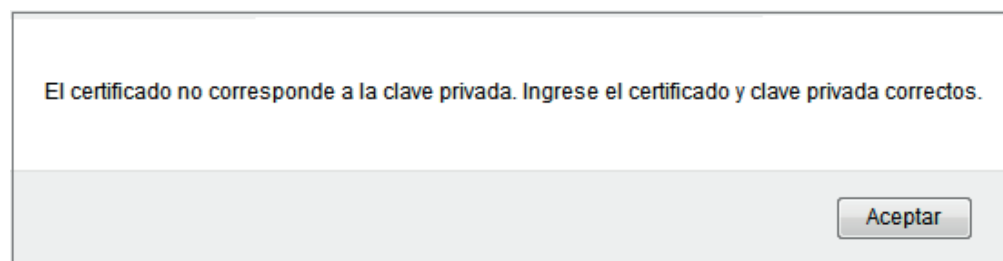 El certificado no corresponde a la clave privada. Ingrese el certificado y clave privada correctos.
Aceptar